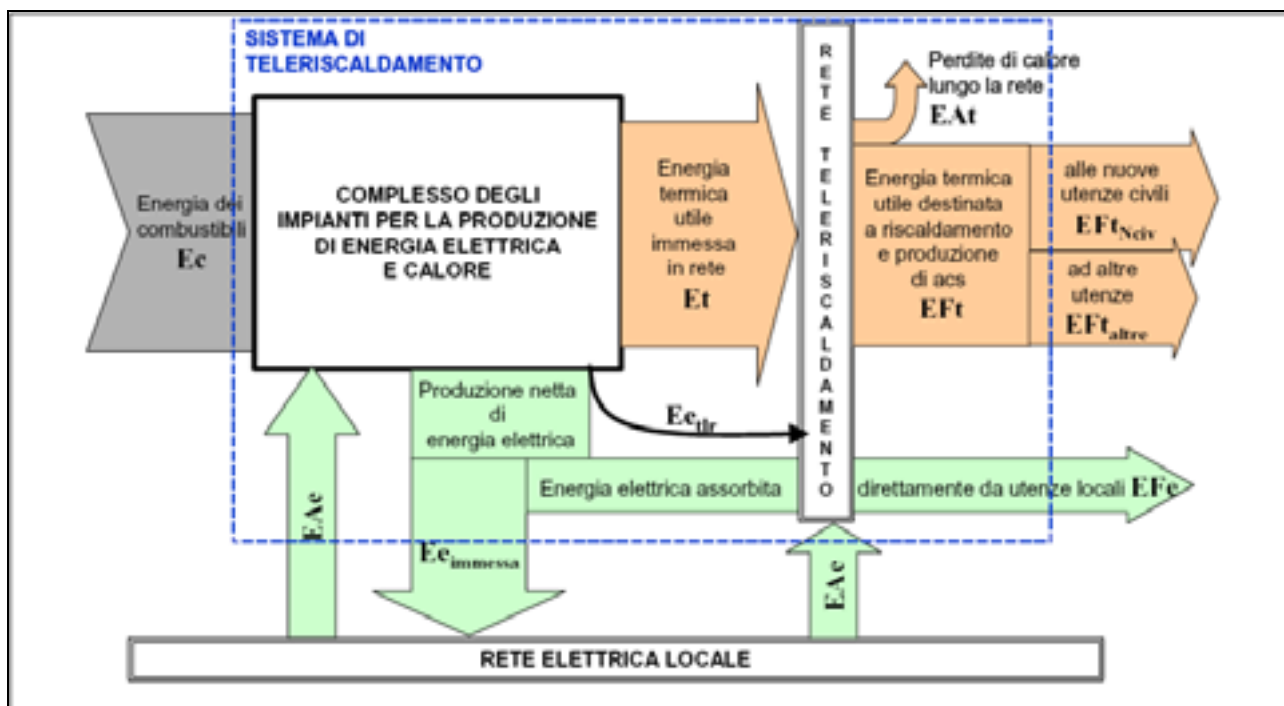 SISTEMA DI
TELERISCALDAMENTO
Energia dei
combustibili
Ec
COMPLESSO DEGLI
IMPIANTI PER LA PRODUZIONE
DI ENERGIA ELETTRICA
E CALORE
Energia
termica
utile
immessa
in rete
Et
RETE TELERISCALDAMENTO
Perdite di calore
lungo la rete
EAt
Energia termica
utile destinata
a riscaldamento
e produzione
di acs
EFt
alle nuove
utenze civili
EFtNciv
ad altre
utenze
EFtaltre
Produzione netta
di
energia elettrica
Eetlr
Energia elettrica assorbita direttamente da utenze locali EFe
EAe
Eeimmessa
EAe
RETE ELETTRICA LOCALE